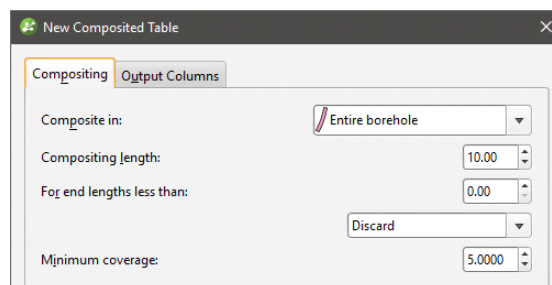 New Composited Table
Compositing Output Columns
Composite in: Entire borehole
Compositing length: 10.00
For end lengths less than: 0.00
Discard
Minimum coverage: 5.0000